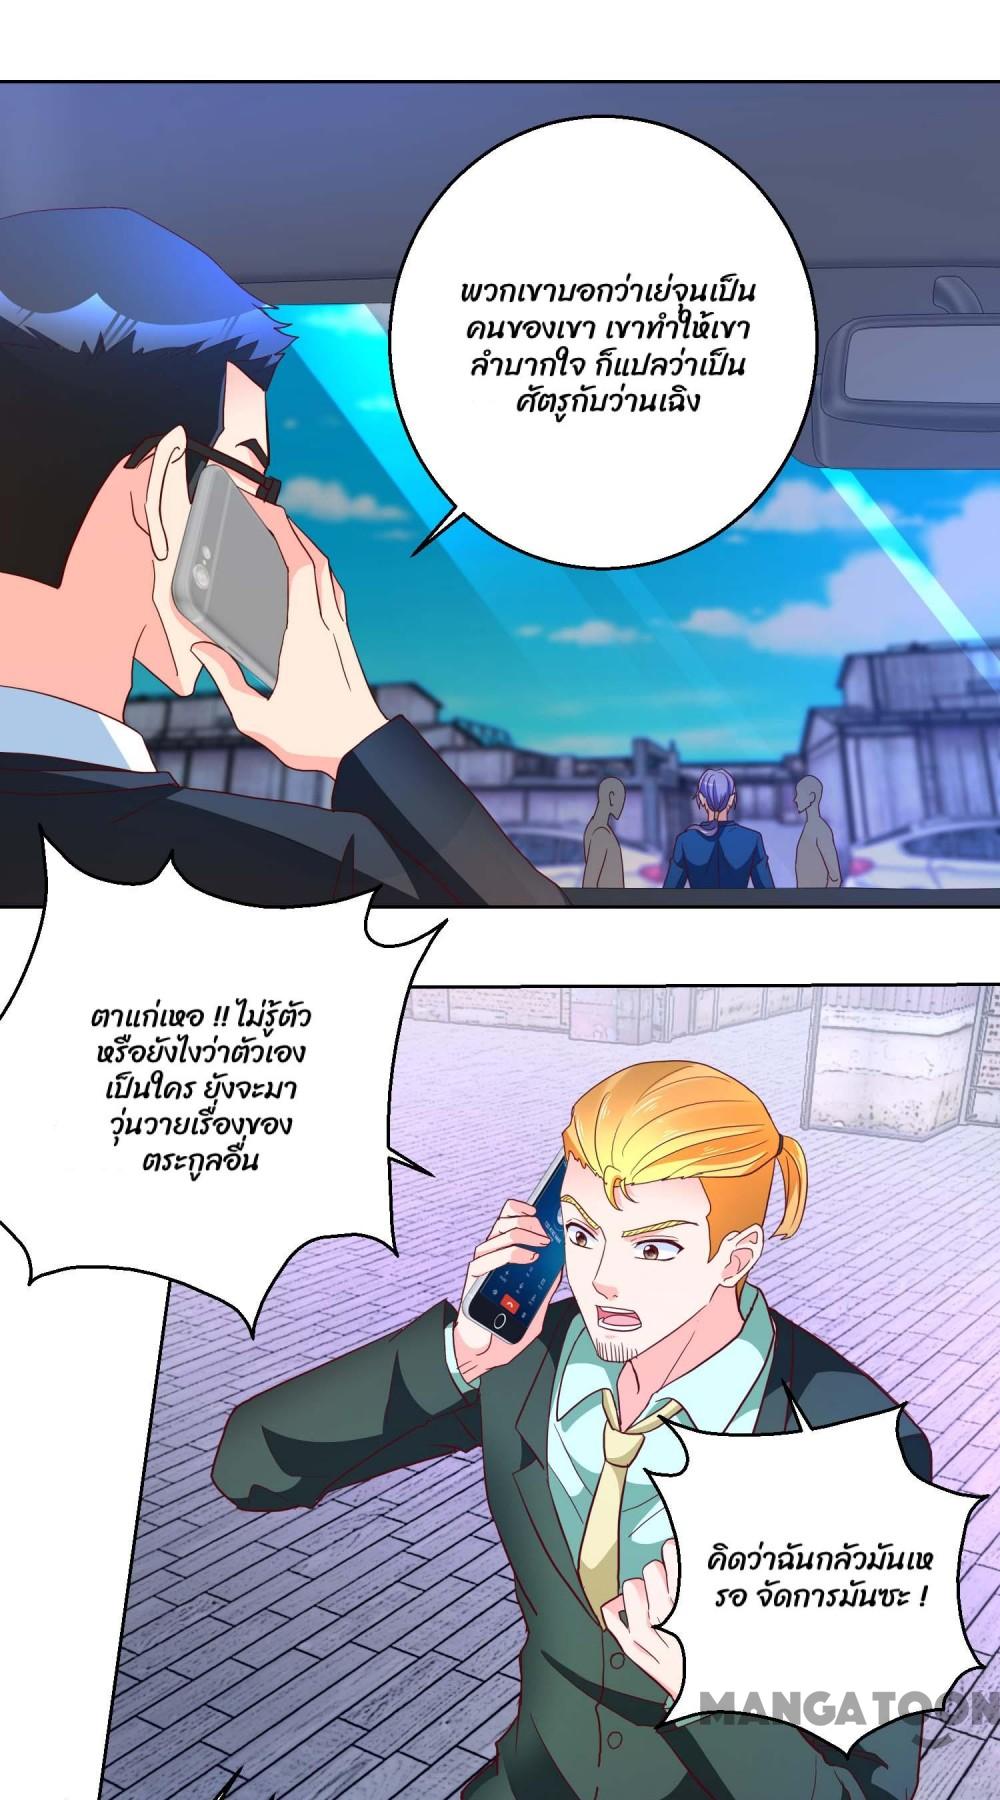 พวกเขาบอกว่าเย่จุนเป็น
คนของเขา เขาทำให้เขา
ลำบากใจ ก็แปลว่าเป็น
ศัตรูกับว่านเฉิง
ตาแก่เหอ !! ไม่รู้ตัว
หรือยังไงว่าตัวเอง
เป็นใคร ยังจะมา
วุ่นวายเรื่องของ
ตระกูลอื่น
คิดว่าฉันกลัวมันเห
รอ จัดการมันซะ !
MANGATOON